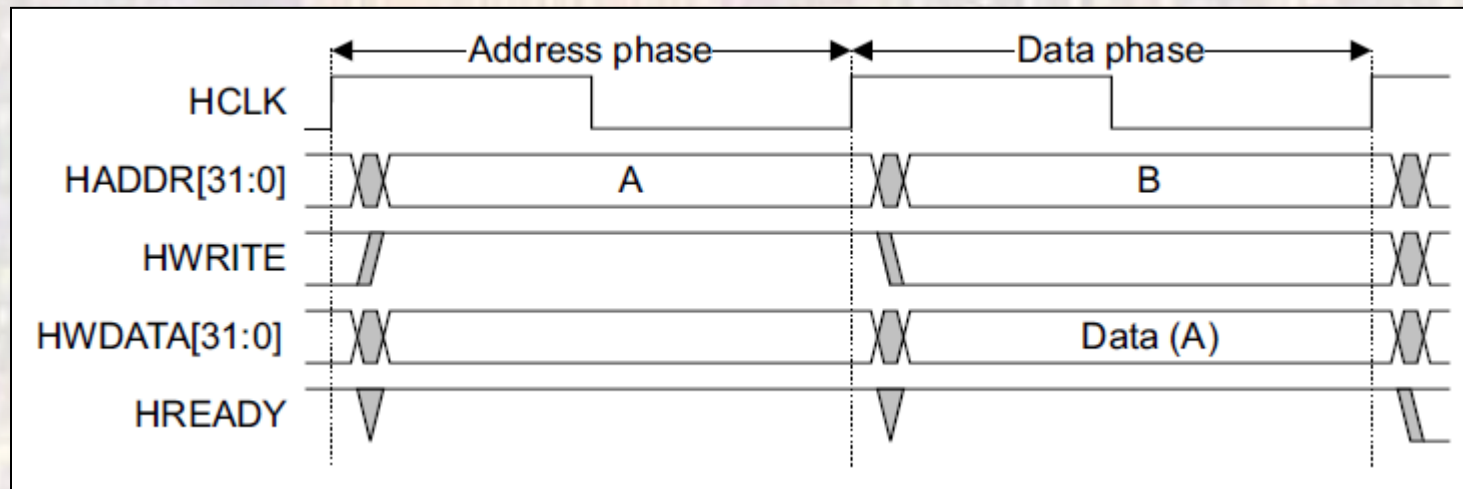 Address phase Data phase
HCLK
HADDR[31:0] A B
HWRITE
HWDATA[31:0] Data (A)
HREADY